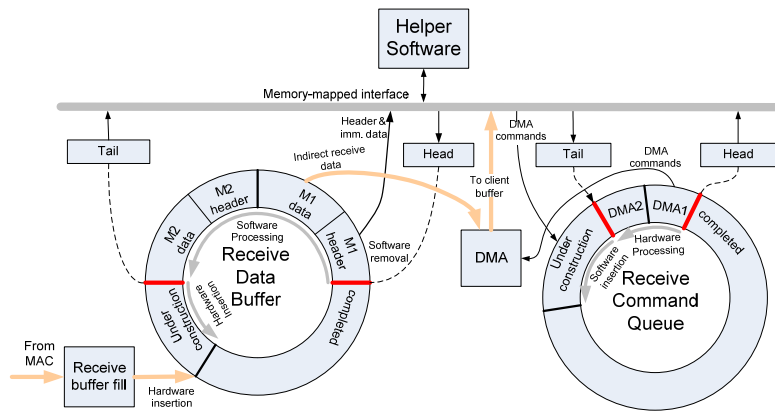 Helper
Software
Memory-mapped interface
Header &
imm. data
DMA
commands
Tail
Indirect receive
data
Head
To client
buffer
Tail
DMA
commands
Head
M2
header
M1
data
M2
data
M1
header
Software
Processing
Software
removal
Receive
Data
Buffer
Hardware
Insertion
Under
construction
completed
DMA
DMA2
DMA1
completed
Under
construction
Hardware
Processing
Software
insertion
Receive
Command
Queue
From
MAC
Receive
buffer fill
Hardware
insertion